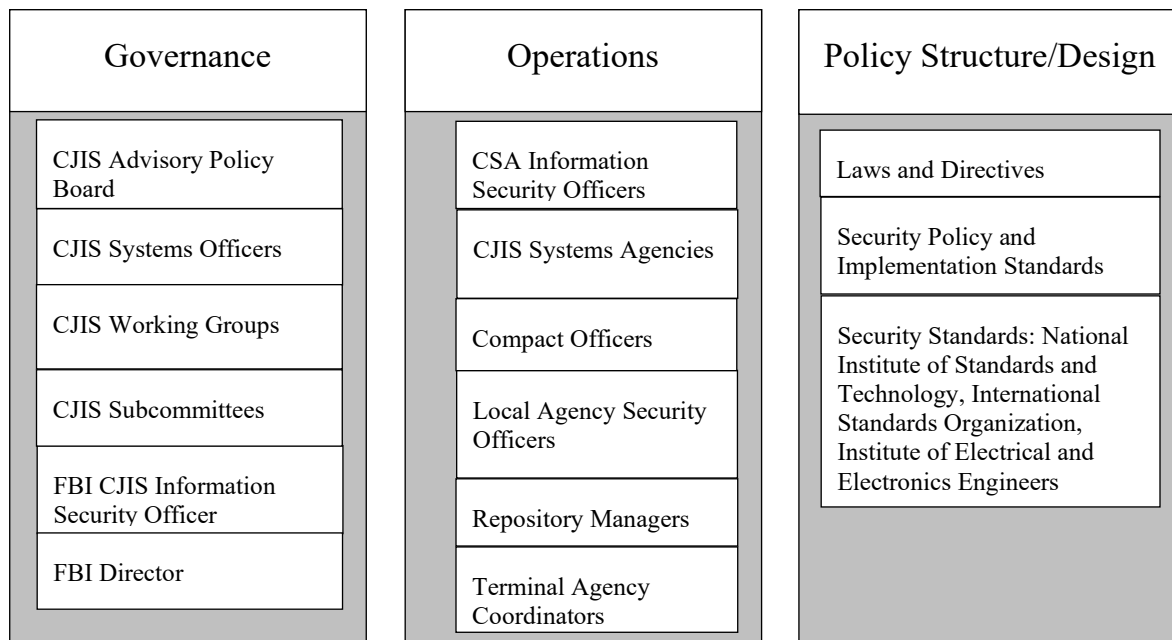 Governance
CJIS Advisory Policy
Board
CJIS Systems Officers
CJIS Working Groups
CJIS Subcommittees
FBI CJIS Information
Security Officer
FBI Director
Operations
CSA Information
Security Officers
CJIS Systems Agencies
Compact Officers
Local Agency Security
Officers
Repository Managers
Terminal Agency
Coordinators
Policy Structure/Design
Laws and Directives
Security Policy and
Implementation Standards
Security Standards: National
Institute of Standards and
Technology, International
Standards Organization,
Institute of Electrical and
Electronics Engineers